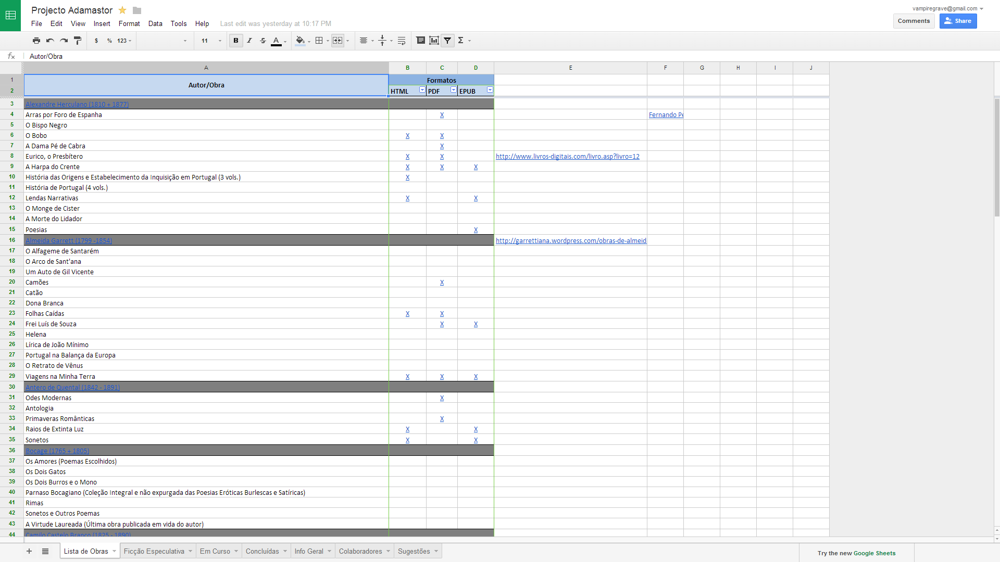 Projecto Adamastor
vampiregrave@gmail.com
File Edit View Insert Format Data Tools Help Last edit was yesterday at 10:17 PM
Comments Share
$ % 123 11 B I S A Σ
fx Autor/Obra
A B C D E F G H I J
1 Autor/Obra Formatos
2 HTML PDF EPUB
3 Alexandre Herculano (1810 + 1877)
4 Arras por Foro de Espanha X Fernando Pe
5 O Bispo Negro
6 O Bobo X X
7 A Dama Pé de Cabra X
8 Eurico, o Presbítero X X http://www.livros-digitais.com/livro.asp?livro=12
9 A Harpa do Crente X X X
10 História das Origens e Estabelecimento da Inquisição em Portugal (3 vols.) X
11 História de Portugal (4 vols.)
12 Lendas Narrativas X X
13 O Monge de Cister
14 A Morte do Lidador
15 Poesias X
16 Almeida Garrett (1799 -1854) http://garrettiana.wordpress.com/obras-de-almeid
17 O Alfageme de Santarém
18 O Arco de Sant'ana
19 Um Auto de Gil Vicente
20 Camões X
21 Catão
22 Dona Branca
23 Folhas Caídas X X
24 Frei Luís de Souza X X
25 Helena
26 Lírica de João Mínimo
27 Portugal na Balança da Europa
28 O Retrato de Vênus
29 Viagens na Minha Terra X X X
30 Antero de Quental (1842 - 1891)
31 Odes Modernas X
32 Antologia
33 Primaveras Românticas X
34 Raios de Extinta Luz X X
35 Sonetos X X
36 Bocage (1765 + 1805)
37 Os Amores (Poemas Escolhidos)
38 Os Dois Gatos
39 Os Dois Burros e o Mono
40 Parnaso Bocagiano (Coleção Integral e não expurgada das Poesias Eróticas Burlescas e Satíricas)
41 Rimas
42 Sonetos e Outros Poemas
43 A Virtude Laureada (Última obra publicada em vida do autor)
44 Camilo Castelo Branco (1825 - 1890)
+ Lista de Obras Ficção Especulativa Em Curso Concluídas Info Geral Colaboradores Sugestões
Try the new Google Sheets